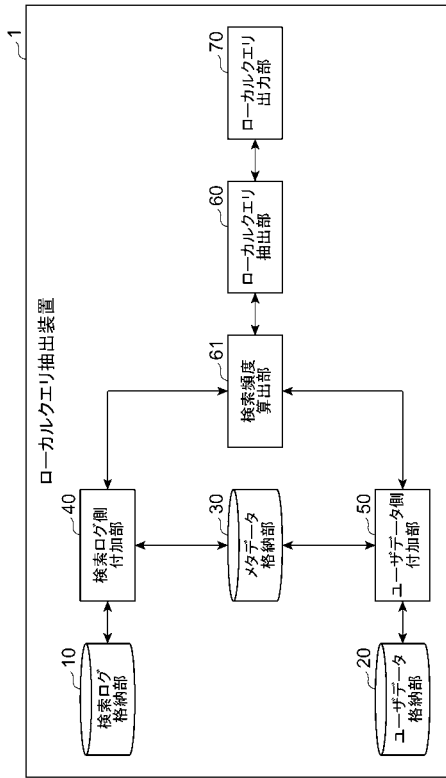 1
ローカルクエリ抽出装置
10
検索ログ
格納部
40
検索ログ側
付加部
30
メタデータ
格納部
20
ユーザデータ
格納部
50
ユーザデータ側
付加部
61
検索頻度
算出部
60
ローカルクエリ
抽出部
70
ローカルクエリ
出力部